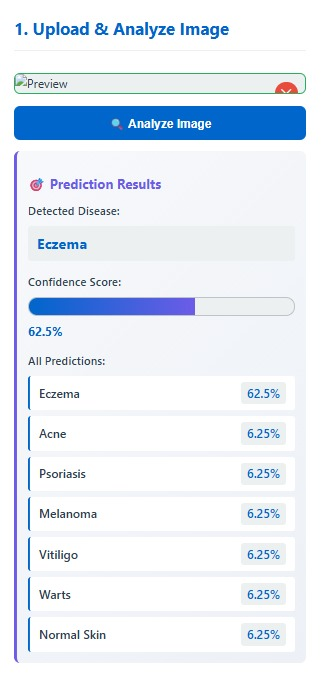 1. Upload & Analyze Image
Preview
Analyze Image
Prediction Results
Detected Disease:
Eczema
Confidence Score:
62.5%
All Predictions:
Eczema 62.5%
Acne 6.25%
Psoriasis 6.25%
Melanoma 6.25%
Vitiligo 6.25%
Warts 6.25%
Normal Skin 6.25%